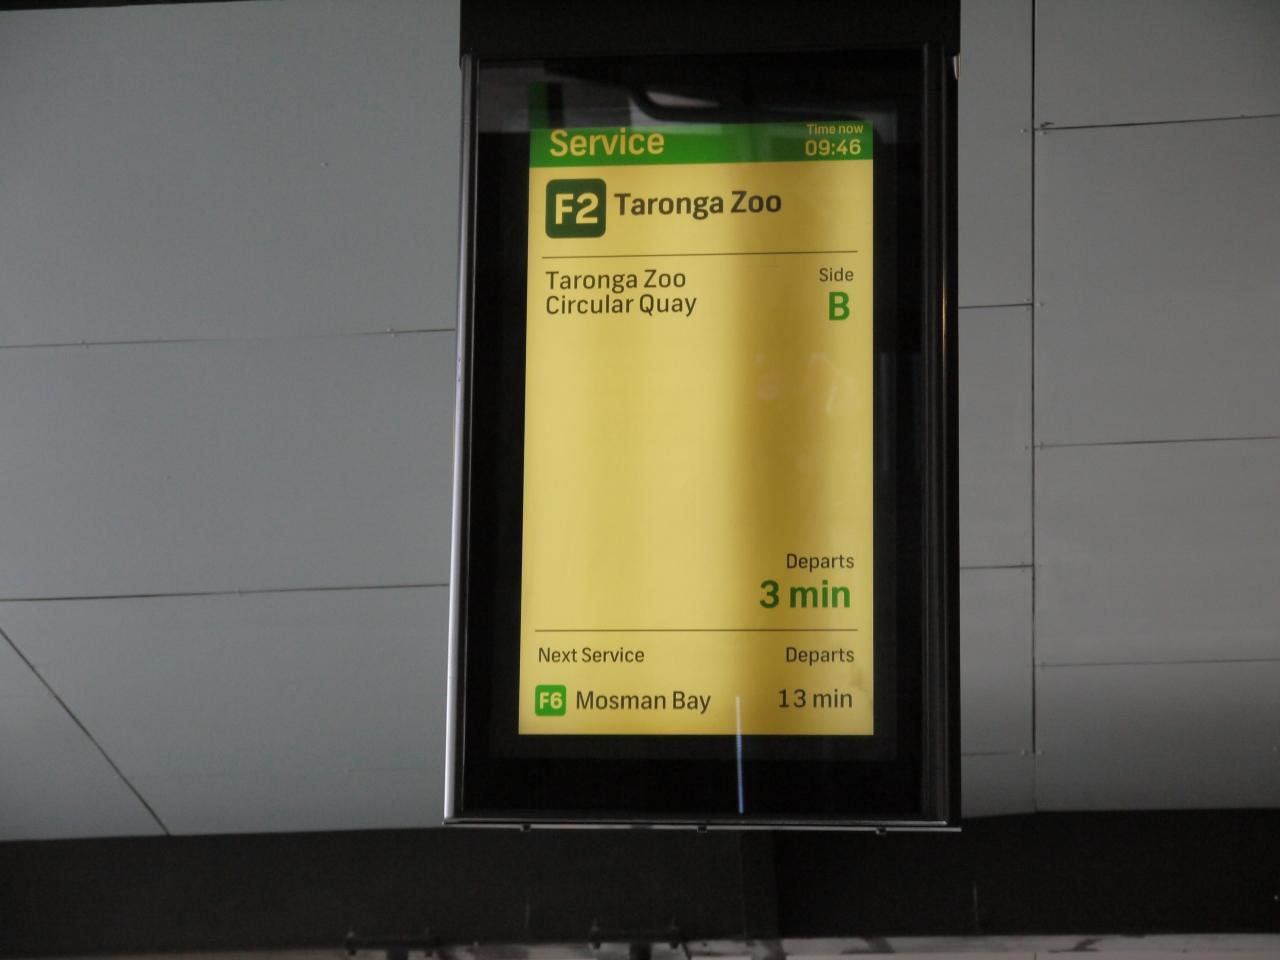 Service
Time now
09:46
F2 Taronga Zoo
Taronga Zoo
Circular Quay
Side
B
Departs
3 min
Next Service Departs
F6 Mosman Bay 13 min